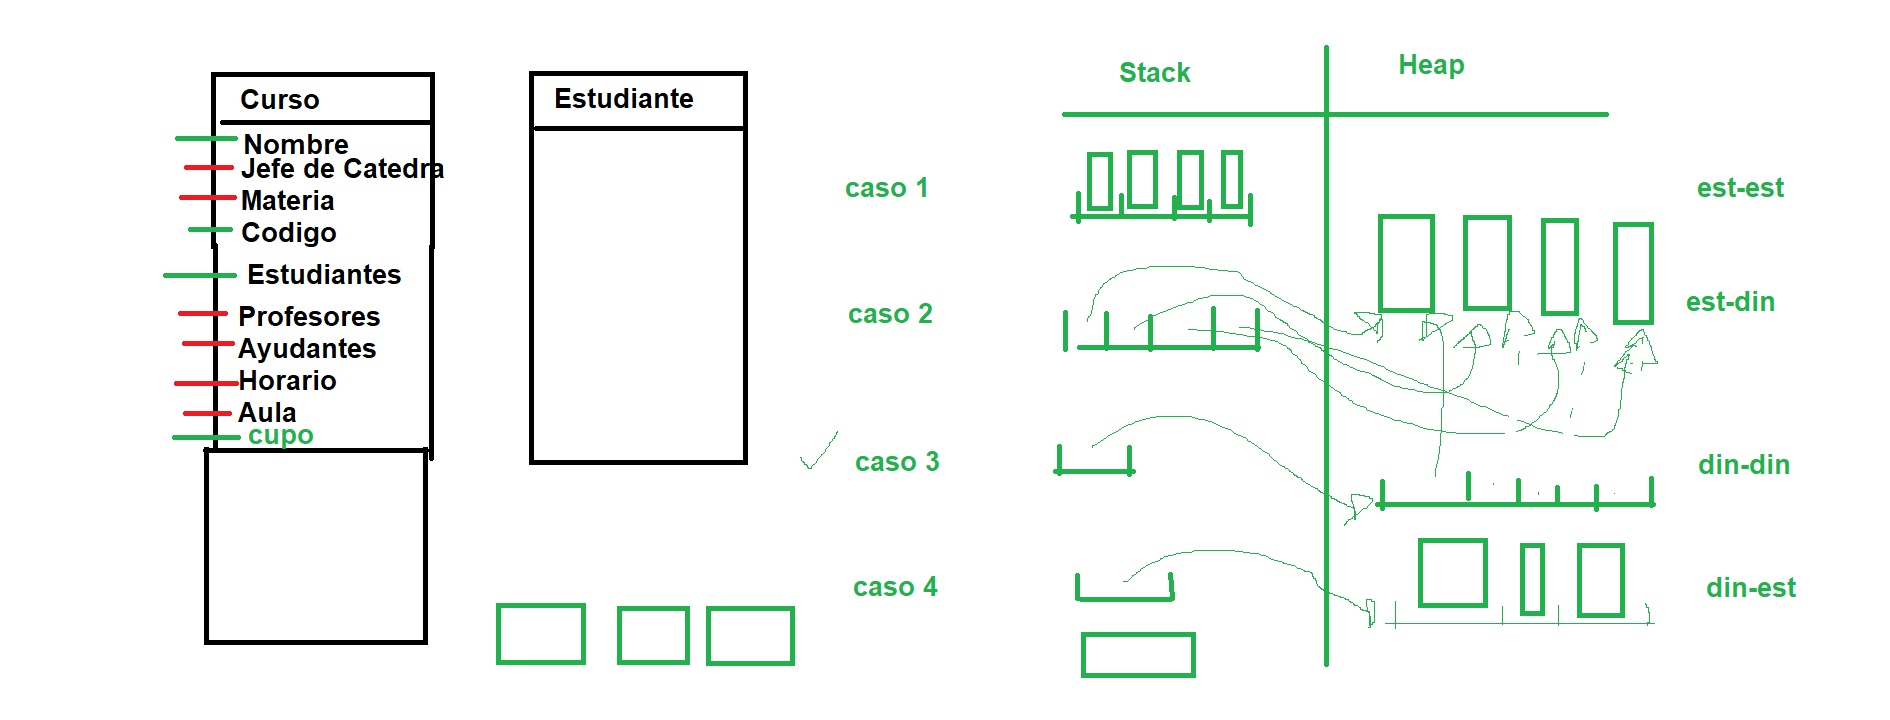 Curso
Nombre
Jefe de Catedra
Materia
Codigo
Estudiantes
Profesores
Ayudantes
Horario
Aula
cupo
Estudiante
Stack
Heap
caso 1
est-est
caso 2
est-din
caso 3
din-din
caso 4
din-est